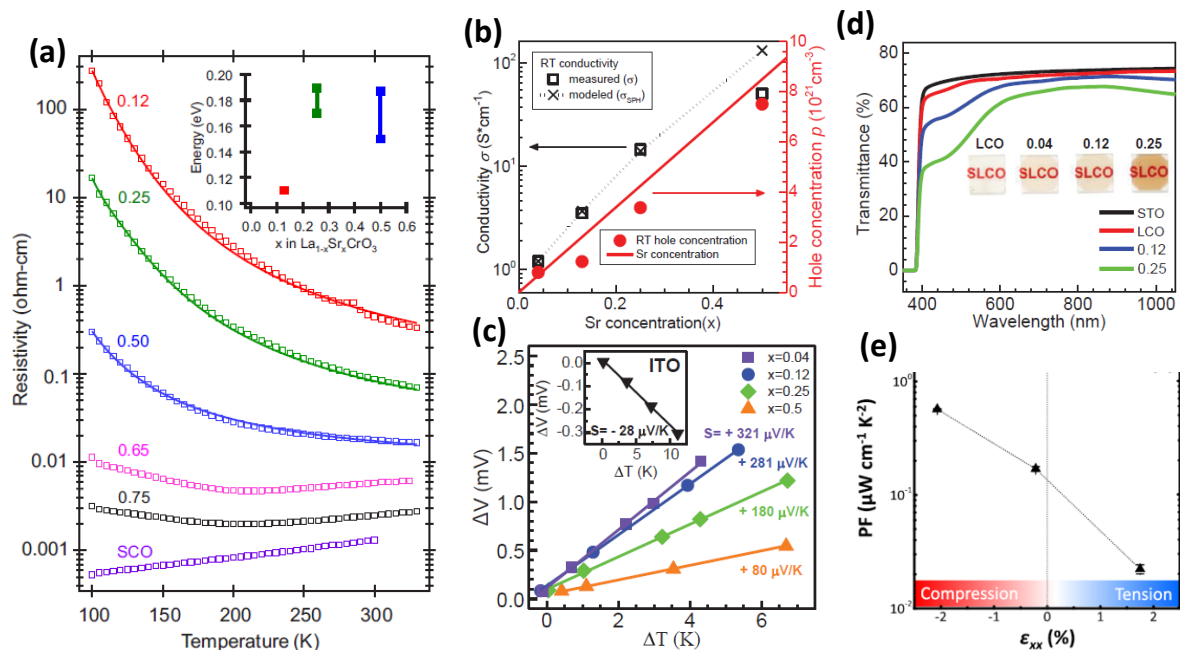 (a)
Resistivity (ohm-cm)
100
10
1
0.1
0.01
0.001
0.12
0.25
0.50
0.65
0.75
SCO
100
150
200
250
300
Temperature (K)
Energy (eV)
0.20
0.18
0.16
0.14
0.12
0.10
0.0 0.1 0.2 0.3 0.4 0.5 0.6
x in La1-xSrxCrO3
(b)
Conductivity σ (S*cm⁻¹)
10²
10¹
10⁰
RT conductivity
measured (σ)
modeled (σSPH)
RT hole concentration
Sr concentration
0.0
0.2
0.4
Sr concentration(x)
10
8
6
4
2
0
Hole concentration p (10²¹ cm⁻³)
(c)
ΔV (mV)
2.5
2.0
1.5
1.0
0.5
0.0
0 2 4 6
ΔT (K)
x=0.04
x=0.12
x=0.25
x=0.5
S= + 321 μV/K
+ 281 μV/K
+ 180 μV/K
+ 80 μV/K
ITO
ΔV (mV)
0.0
-0.1
-0.2
-0.3
S= - 28 μV/K
0 5 10
ΔT (K)
(d)
Transmittance (%)
80
70
60
50
40
30
20
10
0
400 600 800 1000
Wavelength (nm)
LCO 0.04 0.12 0.25
SLCO SLCO SLCO SLCO
STO
LCO
0.12
0.25
(e)
PF (μW cm⁻¹ K⁻²)
10⁰
10⁻¹
10⁻²
Compression
Tension
-2 -1 0 1 2
εxx (%)